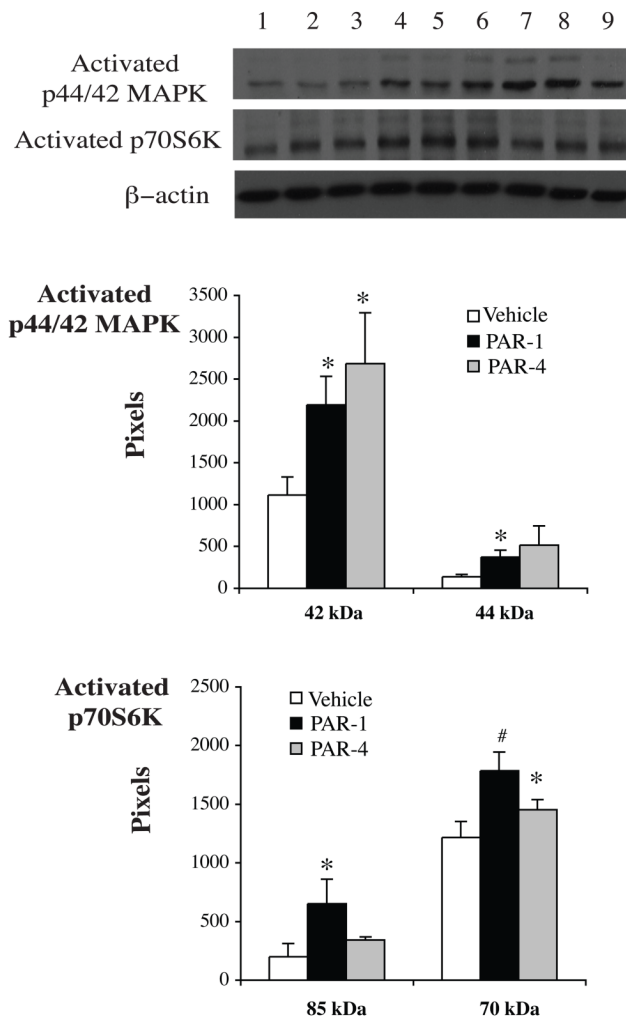 1 2 3 4 5 6 7 8 9
Activated
p44/42 MAPK
Activated p70S6K
β–actin
Activated
p44/42 MAPK
Pixels
3500
3000
2500
2000
1500
1000
500
0
*
*
*
Vehicle
PAR-1
PAR-4
42 kDa
44 kDa
Activated
p70S6K
Pixels
2500
2000
1500
1000
500
0
Vehicle
PAR-1
PAR-4
*
#
*
85 kDa
70 kDa